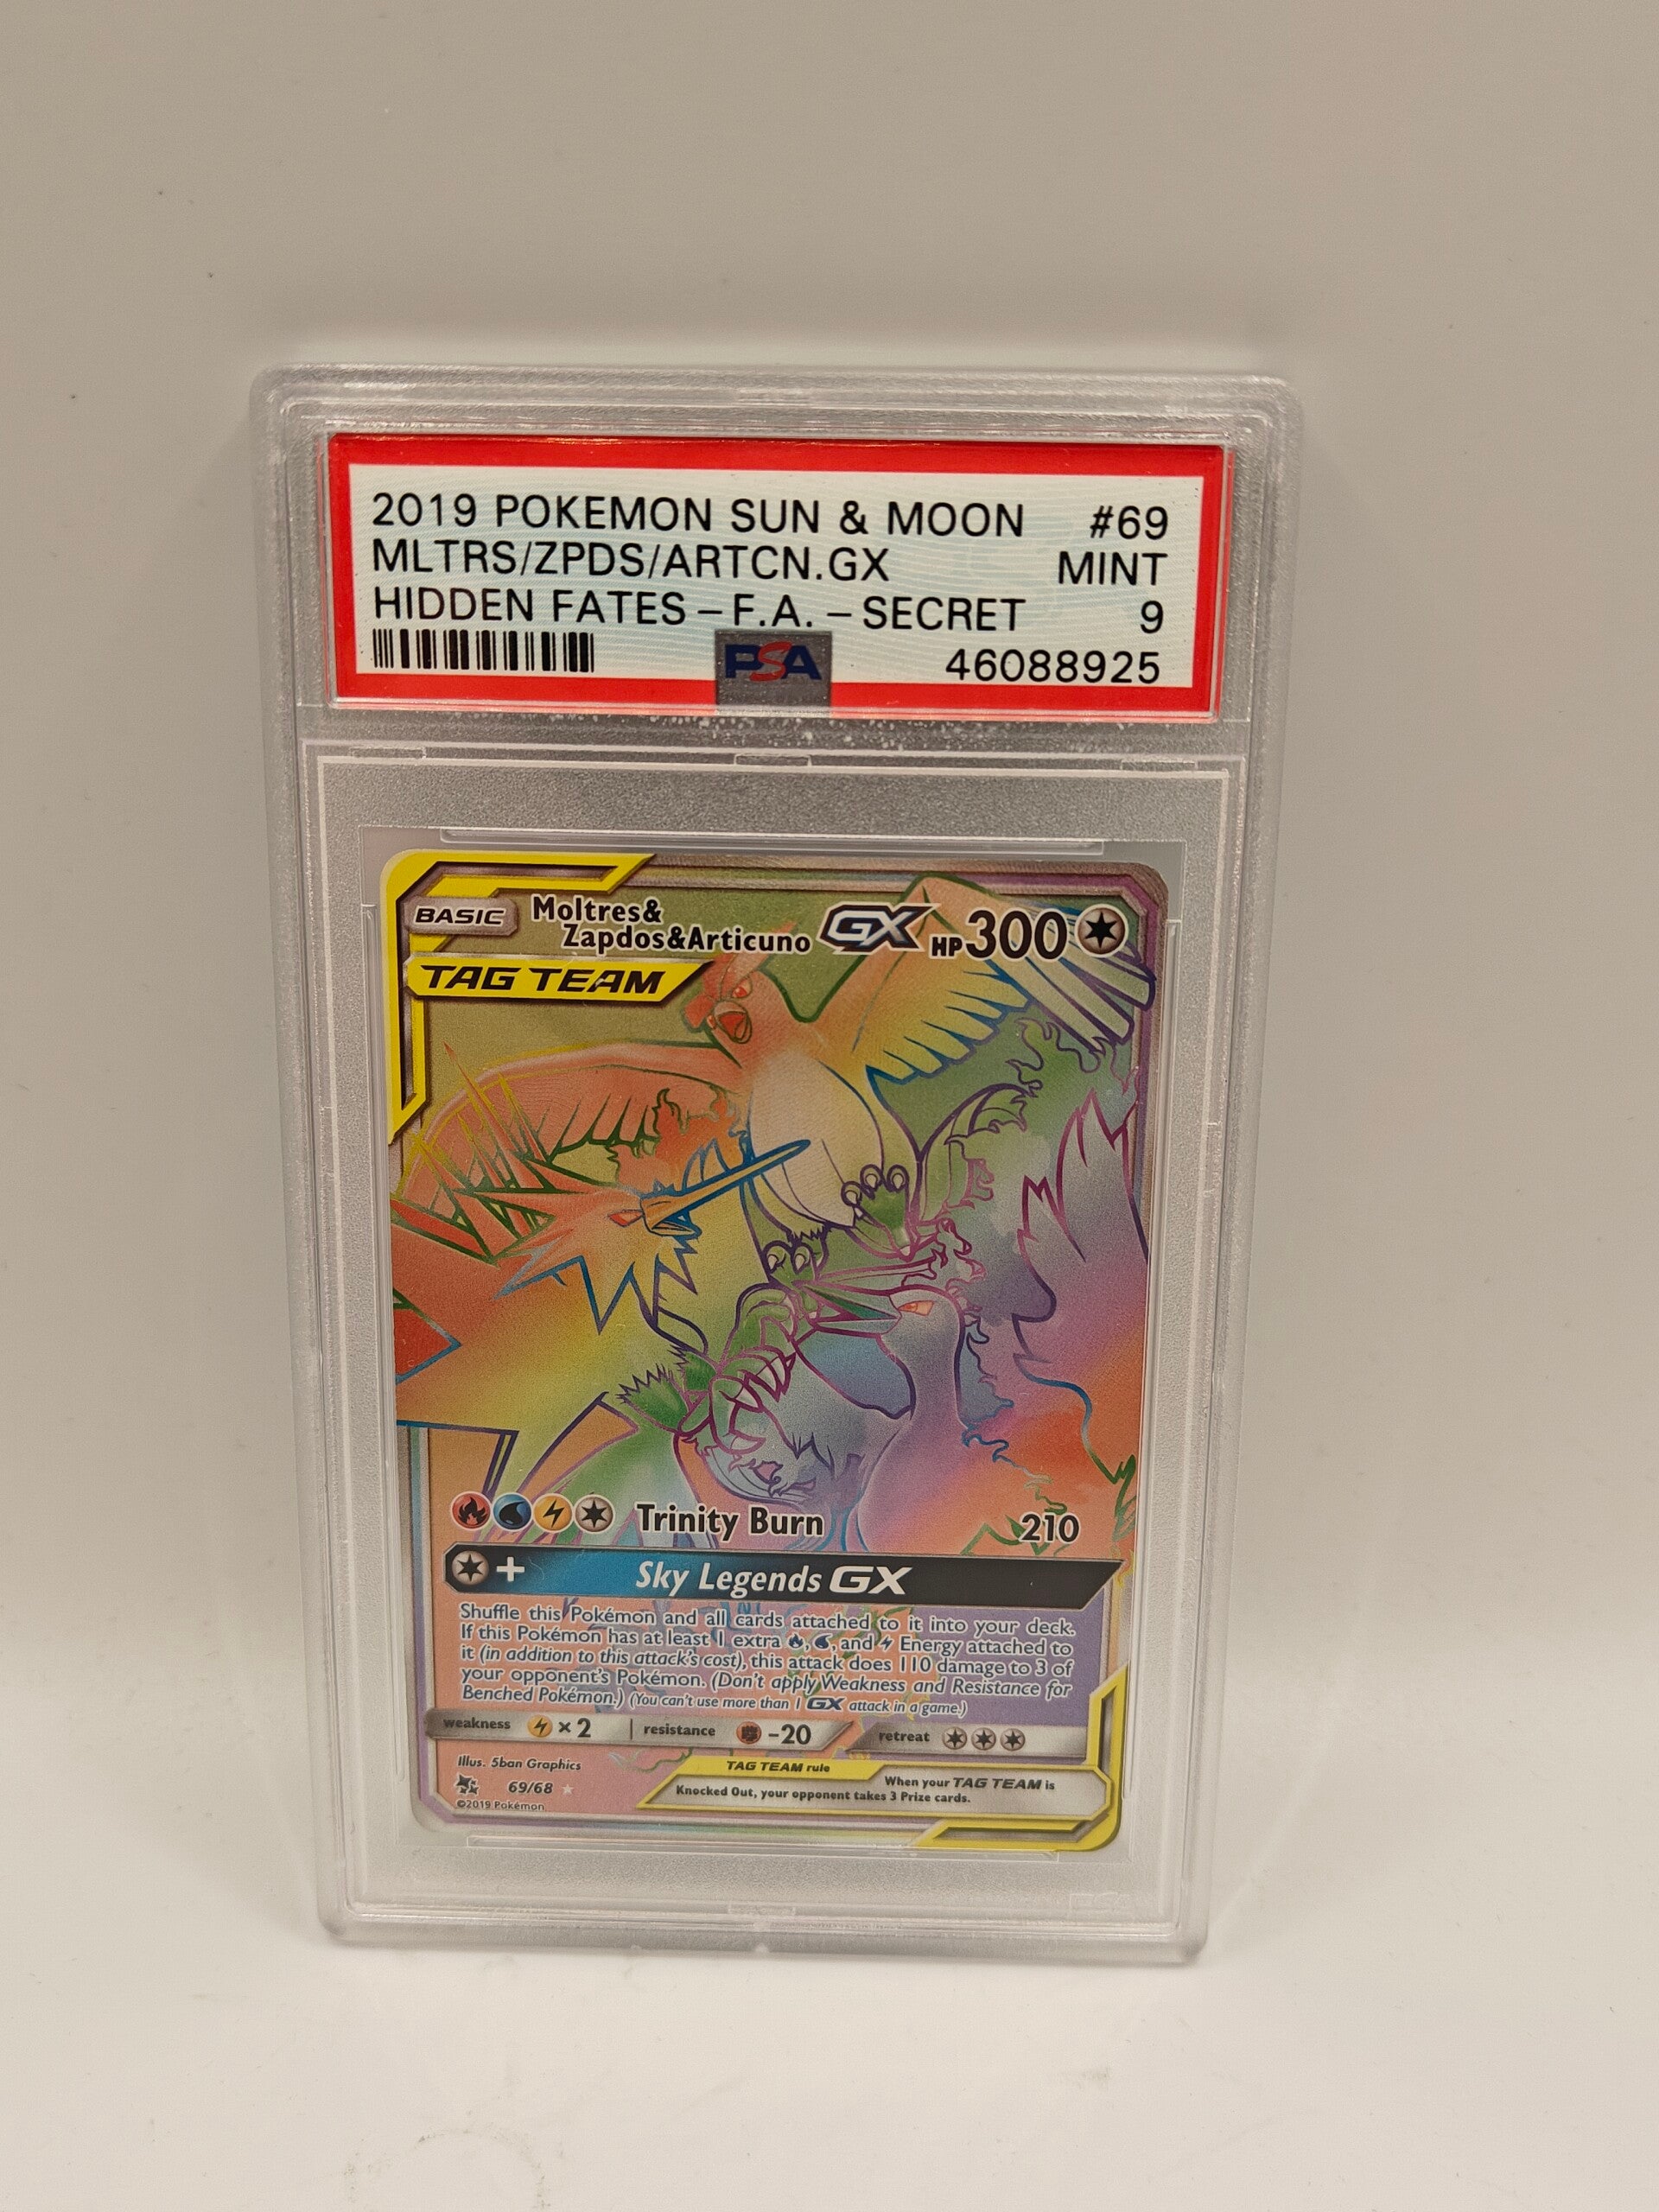 2019 POKEMON SUN & MOON #69
MLTRS/ZPDS/ARTCN.GX MINT
HIDDEN FATES - F.A. - SECRET 9
PSA 46088925
BASIC Moltres&
Zapdos&Articuno GX HP300
TAG TEAM
Trinity Burn 210
+ Sky Legends GX
Shuffle this Pokémon and all cards attached to it into your deck.
If this Pokémon has at least 1 extra , , and Energy attached to
it (in addition to this attack's cost), this attack does 110 damage to 3 of
your opponent's Pokémon. (Don't apply Weakness and Resistance for
Benched Pokémon.) (You can't use more than 1 GX attack in a game.)
weakness ×2 resistance -20 retreat
Illus. 5ban Graphics
TAG TEAM rule
69/68
When your TAG TEAM is
Knocked Out, your opponent takes 3 Prize cards.
©2019 Pokémon